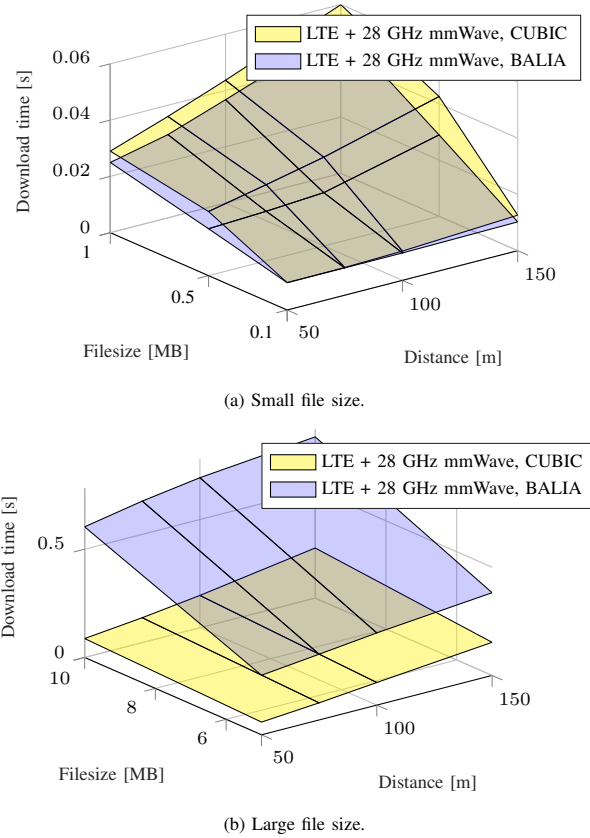 LTE + 28 GHz mmWave, CUBIC
LTE + 28 GHz mmWave, BALIA
Download time [s]
0.06
0.04
0.02
0
1
0.5
0.1
50
100
150
Filesize [MB]
Distance [m]
(a) Small file size.
LTE + 28 GHz mmWave, CUBIC
LTE + 28 GHz mmWave, BALIA
Download time [s]
0.5
0
10
8
6
50
100
150
Filesize [MB]
Distance [m]
(b) Large file size.